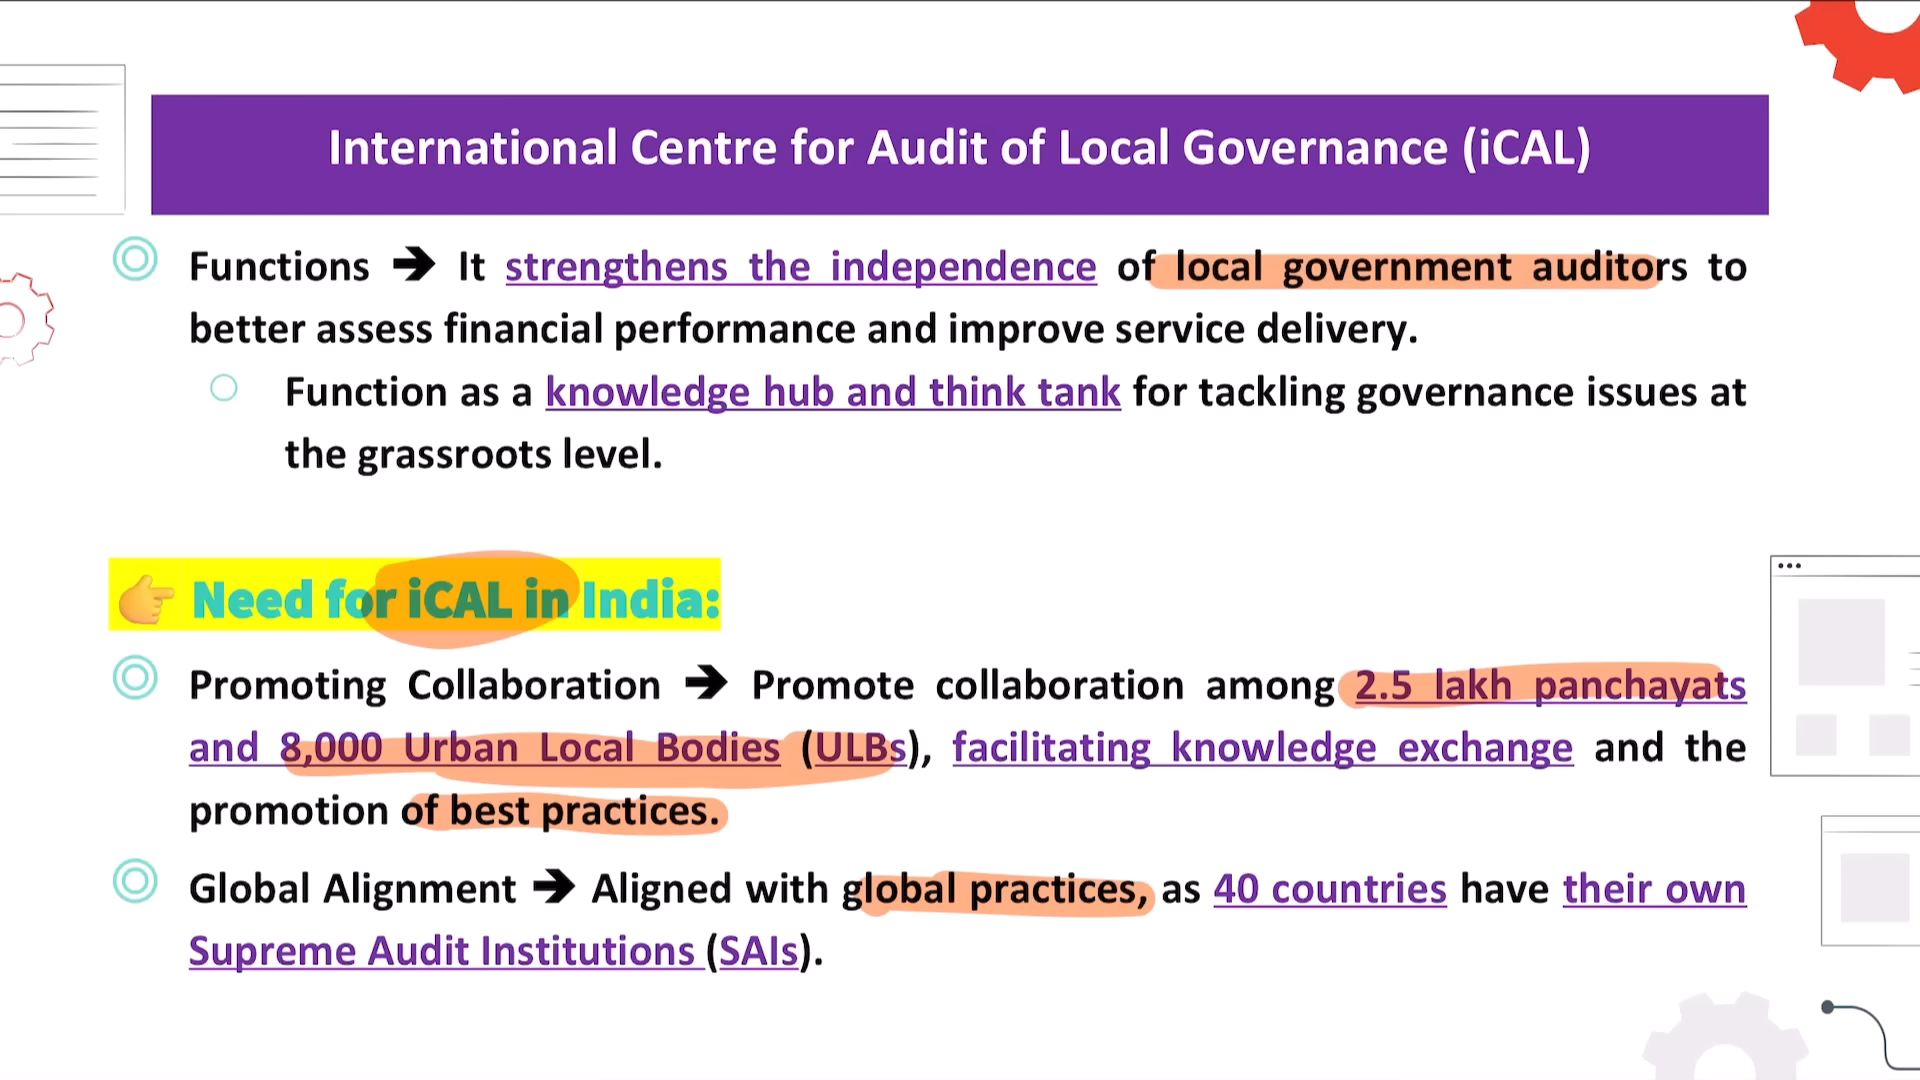 International Centre for Audit of Local Governance (iCAL)
Functions ➔ It strengthens the independence of local government auditors to
better assess financial performance and improve service delivery.
Function as a knowledge hub and think tank for tackling governance issues at
the grassroots level.
👉 Need for iCAL in India:
Promoting Collaboration ➔ Promote collaboration among 2.5 lakh panchayats
and 8,000 Urban Local Bodies (ULBs), facilitating knowledge exchange and the
promotion of best practices.
Global Alignment ➔ Aligned with global practices, as 40 countries have their own
Supreme Audit Institutions (SAIs).